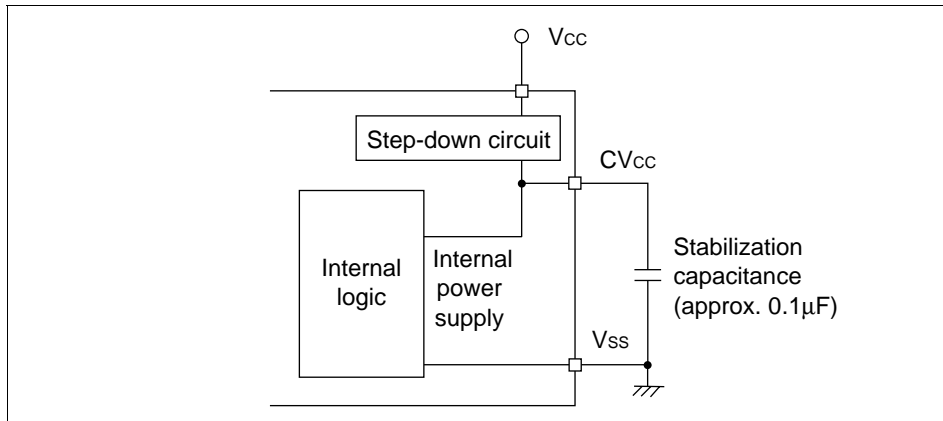 Vcc
Step-down circuit
CVcc
Internal
logic
Internal
power
supply
Stabilization
capacitance
(approx. 0.1μF)
Vss